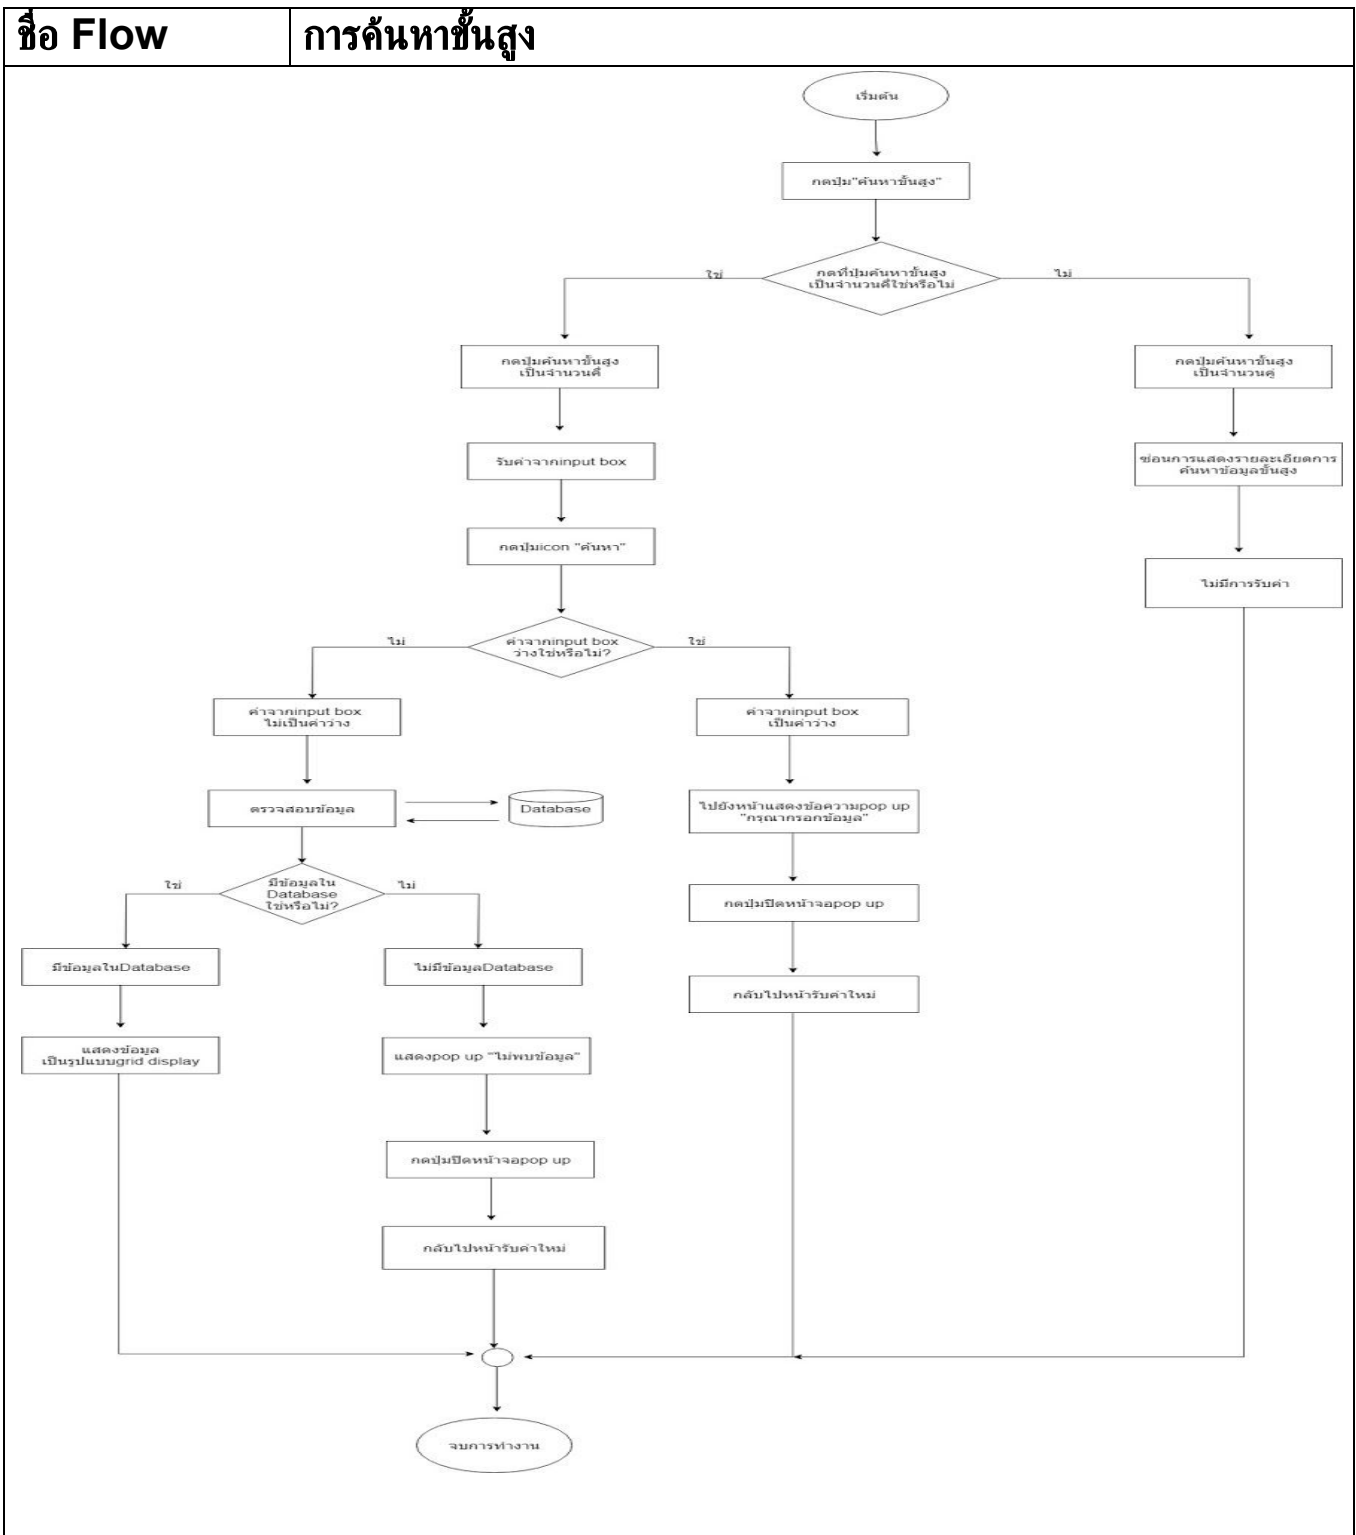 ชื่อ Flow
การค้นหาขั้นสูง
เริ่มต้น
กดปุ่ม"ค้นหาขั้นสูง"
กดที่ปุ่มค้นหาขั้นสูง
เป็นจำนวนคี่ใช่หรือไม่
ใช่
ไม่
กดปุ่มค้นหาขั้นสูง
เป็นจำนวนคี่
กดปุ่มค้นหาขั้นสูง
เป็นจำนวนคู่
รับค่าจากinput box
ซ่อนการแสดงรายละเอียดการ
ค้นหาข้อมูลขั้นสูง
กดปุ่มicon "ค้นหา"
ไม่มีการรับค่า
ค่าจากinput box
ว่างใช่หรือไม่?
ไม่
ใช่
ค่าจากinput box
ไม่เป็นค่าว่าง
ค่าจากinput box
เป็นค่าว่าง
ตรวจสอบข้อมูล
Database
ไปยังหน้าแสดงข้อความpop up
"กรุณากรอกข้อมูล"
มีข้อมูลใน
Database
ใช่หรือไม่?
ใช่
ไม่
กดปุ่มปิดหน้าจอpop up
มีข้อมูลในDatabase
ไม่มีข้อมูลDatabase
กลับไปหน้ารับค่าใหม่
แสดงข้อมูล
เป็นรูปแบบgrid display
แสดงpop up "ไม่พบข้อมูล"
กดปุ่มปิดหน้าจอpop up
กลับไปหน้ารับค่าใหม่
จบการทำงาน